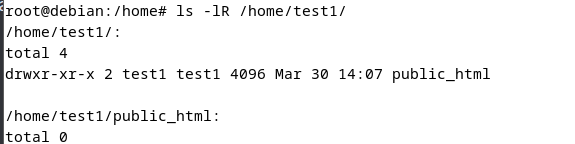 root@debian:/home# ls -lR /home/test1/
/home/test1/:
total 4
drwxr-xr-x 2 test1 test1 4096 Mar 30 14:07 public_html

/home/test1/public_html:
total 0